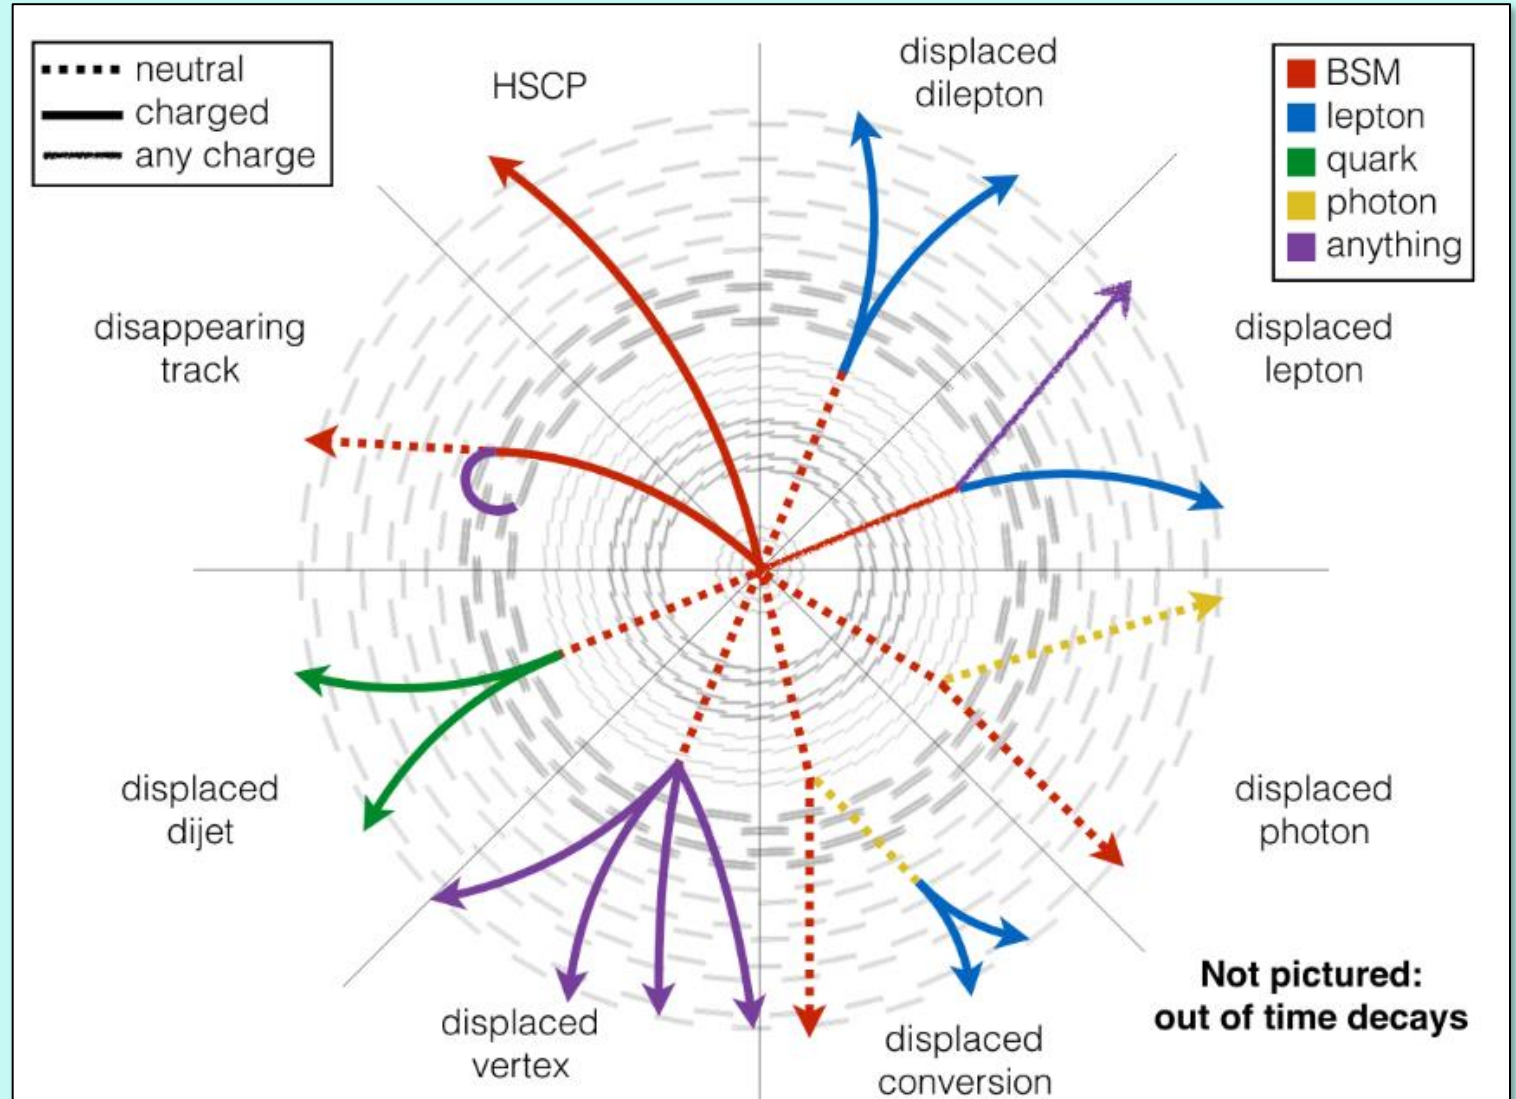 neutral
charged
any charge
HSCP
displaced
dilepton
BSM
lepton
quark
photon
anything
disappearing
track
displaced
lepton
displaced
dijet
displaced
photon
displaced
vertex
displaced
conversion
Not pictured:
out of time decays